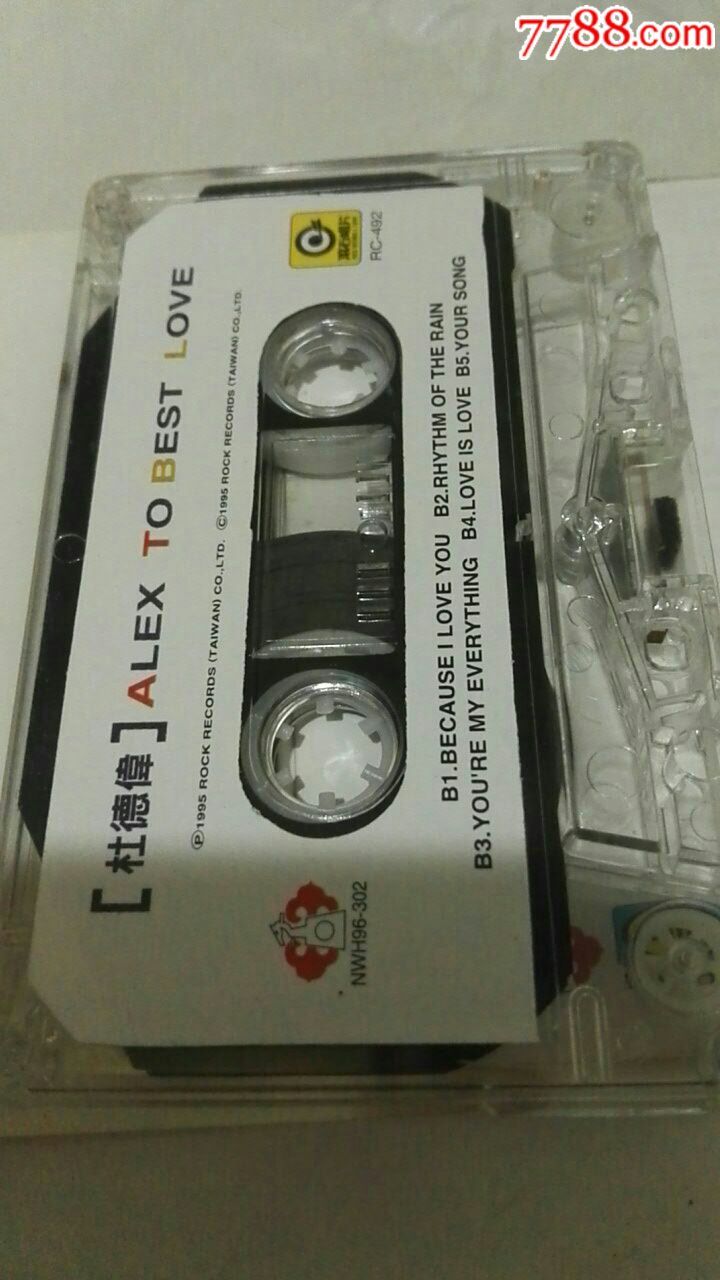 7788.com
[杜德偉] ALEX TO BEST LOVE
Ⓟ1995 ROCK RECORDS (TAIWAN) CO.,LTD. Ⓒ1995 ROCK RECORDS (TAIWAN) CO.,LTD.
RC-492
NWH96-302
B1.BECAUSE I LOVE YOU B2.RHYTHM OF THE RAIN
B3.YOU'RE MY EVERYTHING B4.LOVE IS LOVE B5.YOUR SONG